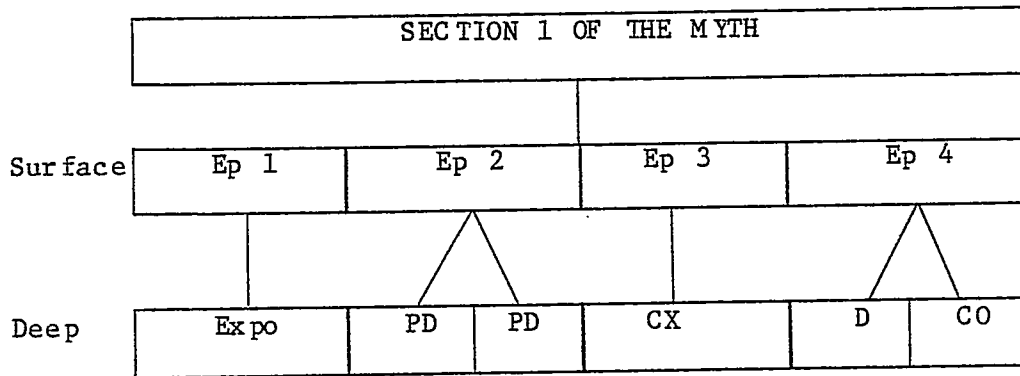 SECTION 1 OF THE MYTH
Surface Ep 1 Ep 2 Ep 3 Ep 4
Deep Expo PD PD CX D CO